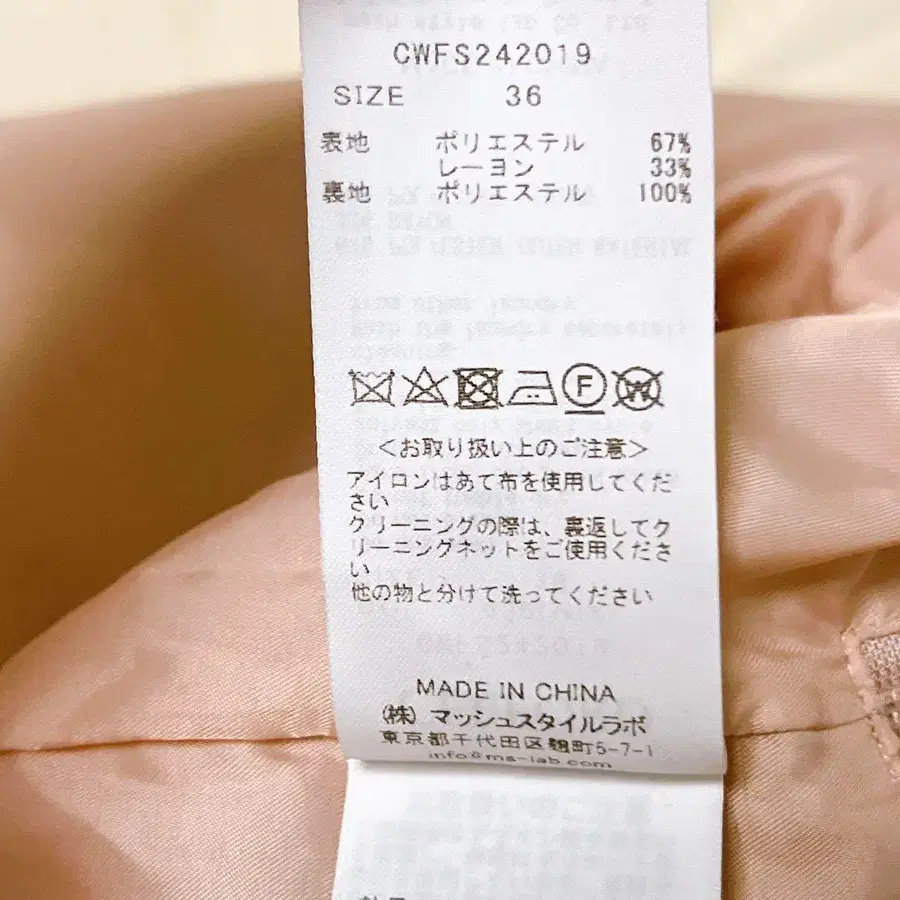 CWFS242019
SIZE 36
表地 ポリエステル 67%
レーヨン 33%
裏地 ポリエステル 100%
F
W
＜お取り扱い上のご注意＞
アイロンはあて布を使用してくだ
さい
クリーニングの際は、裏返してク
リーニングネットをご使用くださ
い
他の物と分けて洗ってください
MADE IN CHINA
(株) マッシュスタイルラボ
東京都千代田区麹町5-7-1
info@ms-lab.com